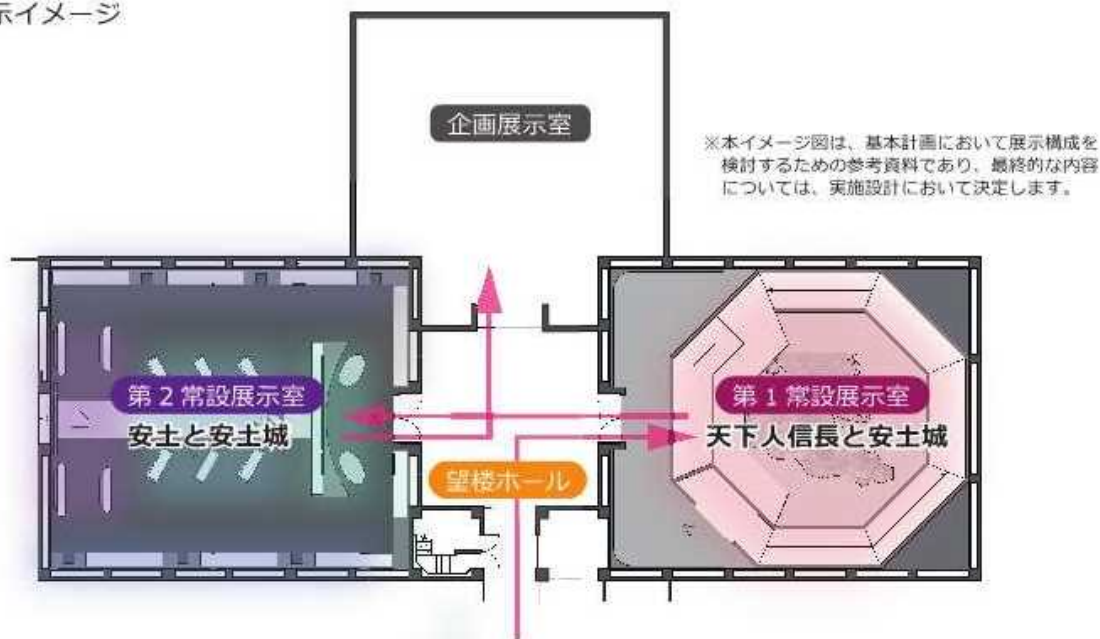 示イメージ
企画展示室
※本イメージ図は、基本計画において展示構成を
検討するための参考資料であり、最終的な内容
については、実施設計において決定します。
第2常設展示室
安土と安土城
第1常設展示室
天下人信長と安土城
望楼ホール